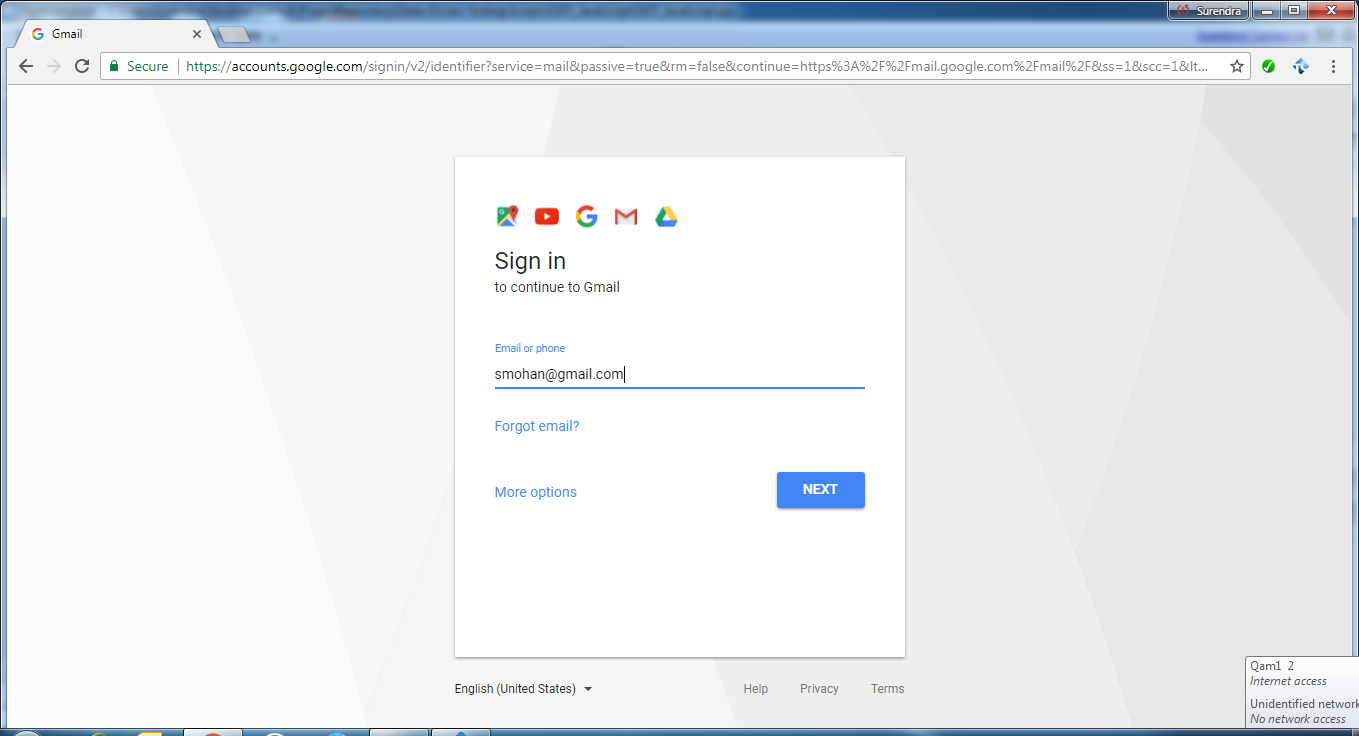 Surendra
Gmail
Secure
https://accounts.google.com/signin/v2/identifier?service=mail&passive=true&rm=false&continue=https%3A%2F%2Fmail.google.com%2Fmail%2F&ss=1&scc=1&lt...
Sign in
to continue to Gmail
Email or phone
smohan@gmail.com
Forgot email?
More options
NEXT
English (United States)
Help
Privacy
Terms
Qam1 2
Internet access
Unidentified network
No network access